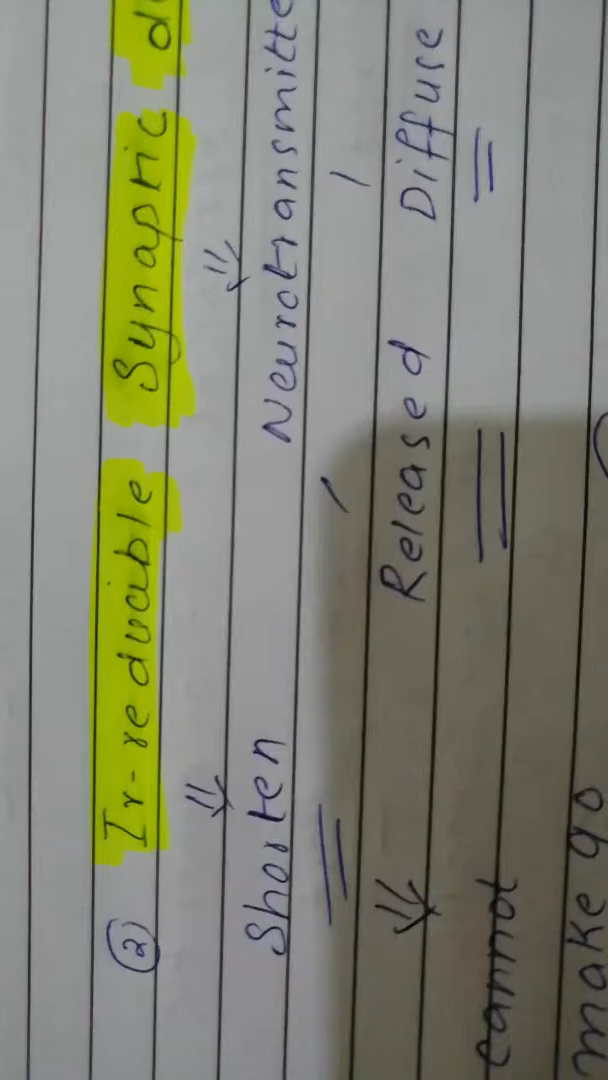 ② Ir-reducible Synaptic d
Shorten Neurotransmitte
Released Diffuse
cannot
make go